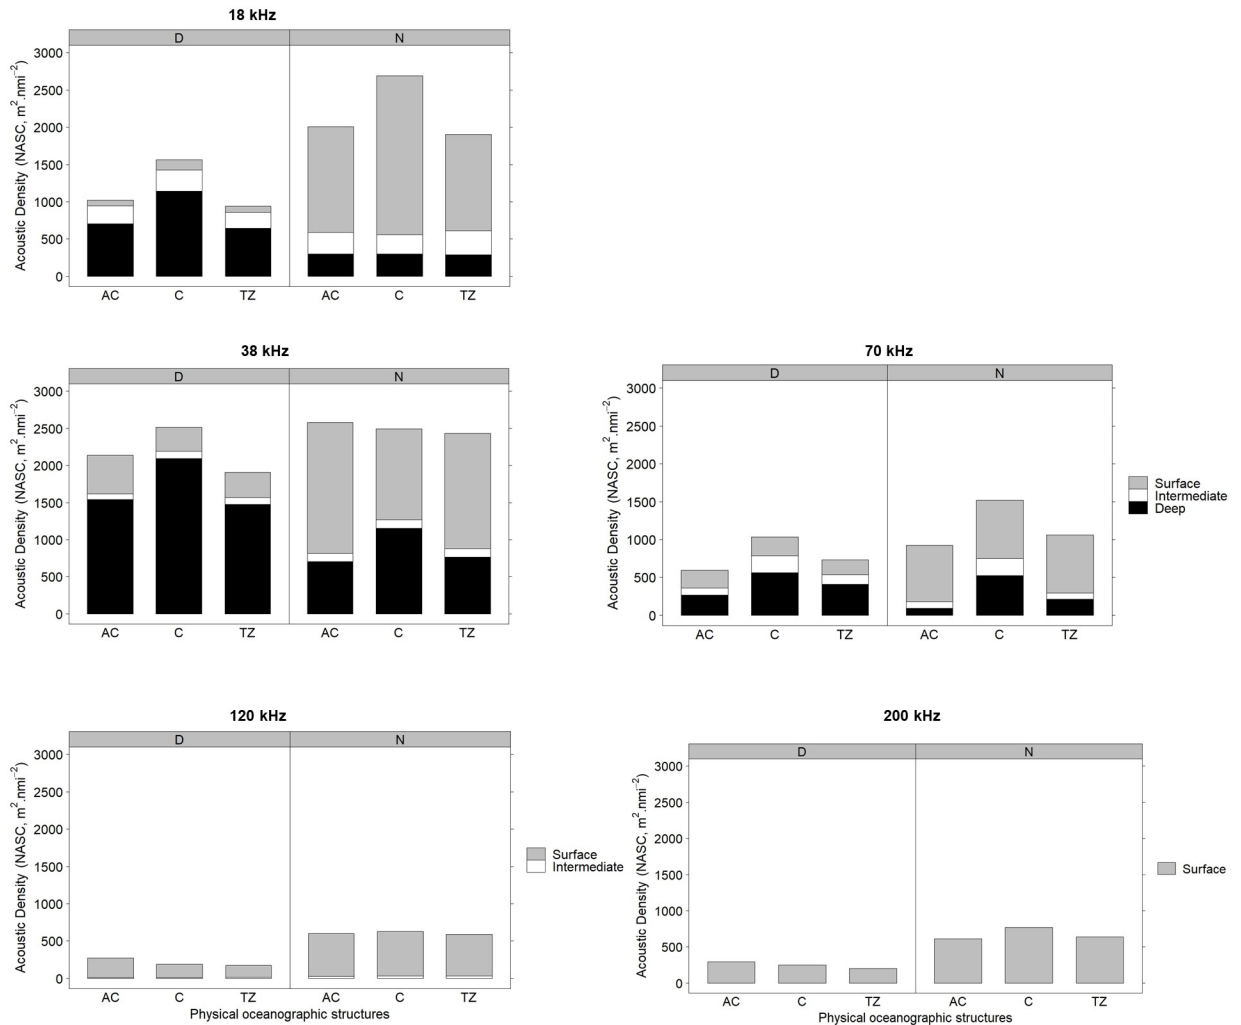 18 kHz
D N
Acoustic Density (NASC, m².nmi⁻²)
3000
2500
2000
1500
1000
500
0
AC C TZ AC C TZ
38 kHz
D N
Acoustic Density (NASC, m².nmi⁻²)
3000
2500
2000
1500
1000
500
0
AC C TZ AC C TZ
70 kHz
D N
Acoustic Density (NASC, m².nmi⁻²)
3000
2500
2000
1500
1000
500
0
AC C TZ AC C TZ
Surface
Intermediate
Deep
120 kHz
D N
Acoustic Density (NASC, m².nmi⁻²)
3000
2500
2000
1500
1000
500
0
AC C TZ AC C TZ
Physical oceanographic structures
Surface
Intermediate
200 kHz
D N
Acoustic Density (NASC, m².nmi⁻²)
3000
2500
2000
1500
1000
500
0
AC C TZ AC C TZ
Physical oceanographic structures
Surface